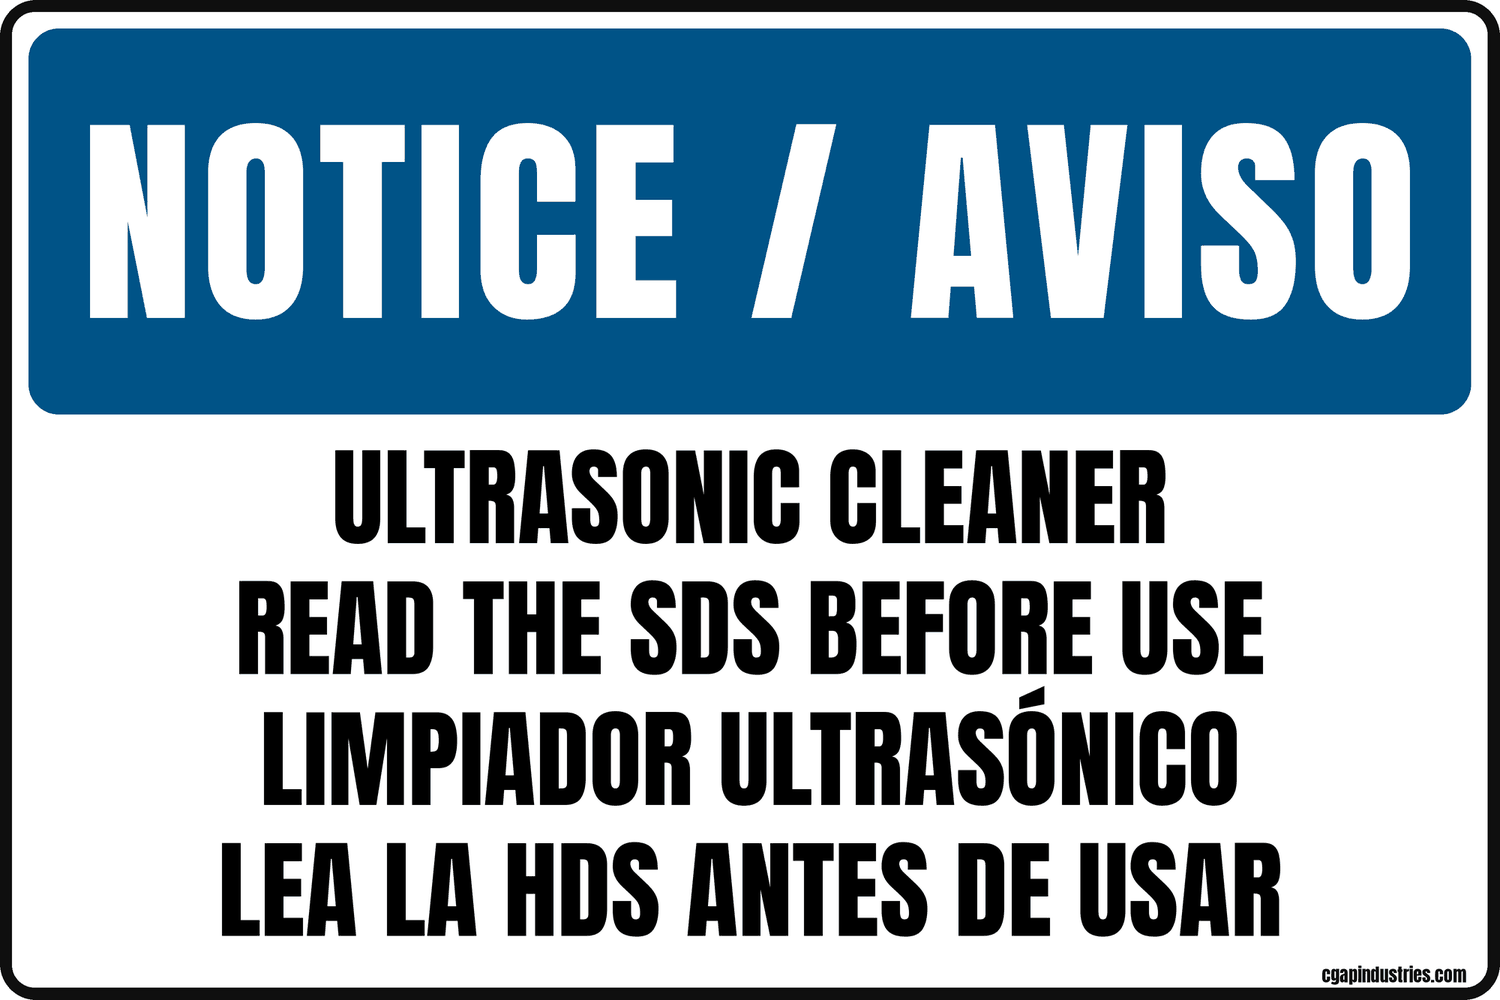 NOTICE / AVISO
ULTRASONIC CLEANER
READ THE SDS BEFORE USE
LIMPIADOR ULTRASÓNICO
LEA LA HDS ANTES DE USAR
cgapindustries.com